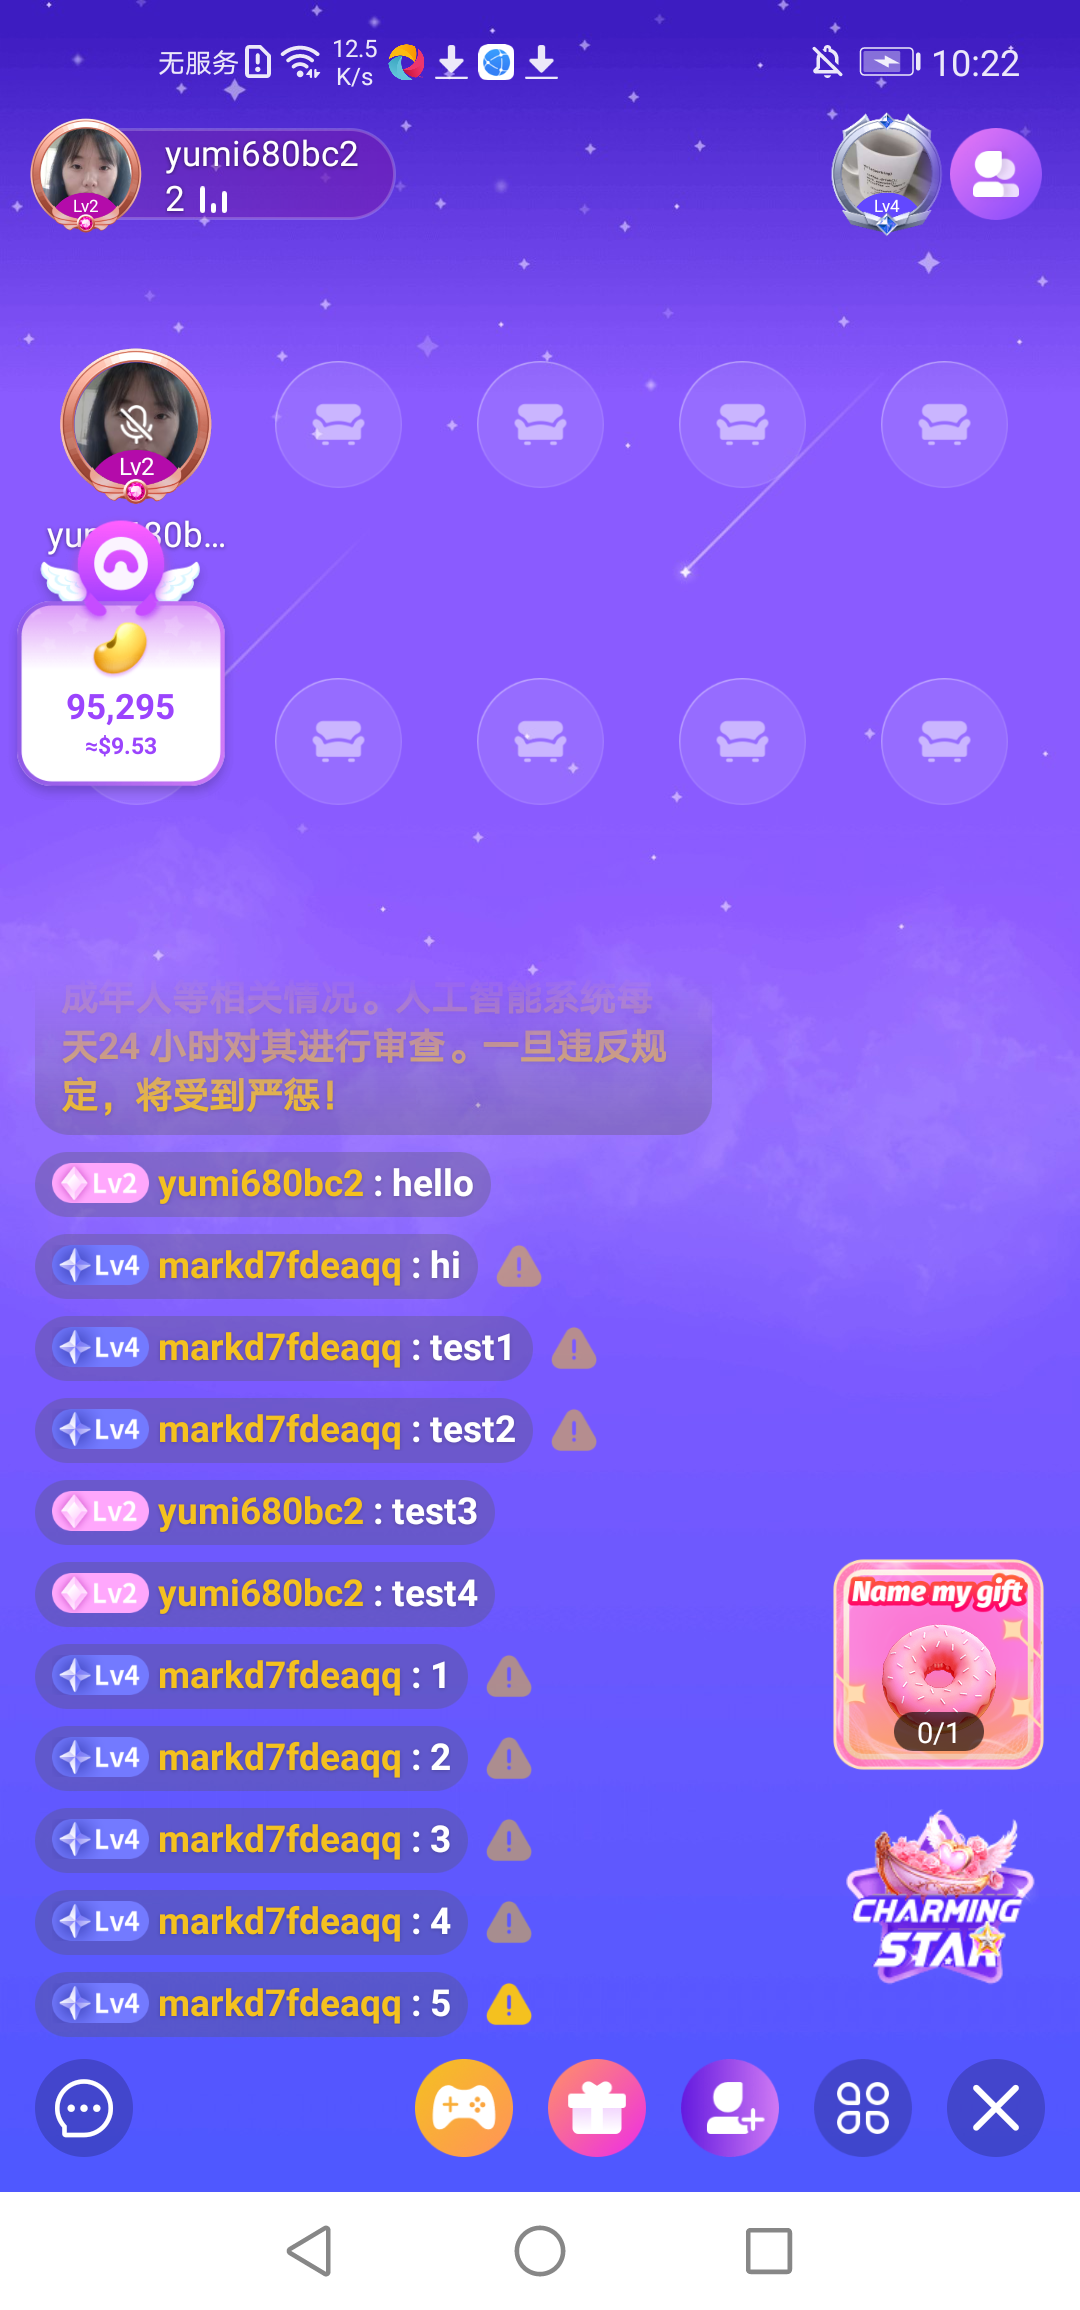 无服务 12.5 K/s 10:22
yumi680bc2
2
Lv2
Lv4
Lv2
yumi680b...
95,295
≈$9.53
成年人等相关情况。人工智能系统每
天24 小时对其进行审查。一旦违反规
定，将受到严惩！
Lv2 yumi680bc2 : hello
Lv4 markd7fdeaqq : hi
Lv4 markd7fdeaqq : test1
Lv4 markd7fdeaqq : test2
Lv2 yumi680bc2 : test3
Lv2 yumi680bc2 : test4
Lv4 markd7fdeaqq : 1
Lv4 markd7fdeaqq : 2
Lv4 markd7fdeaqq : 3
Lv4 markd7fdeaqq : 4
Lv4 markd7fdeaqq : 5
Name my gift
0/1
CHARMING
STAR